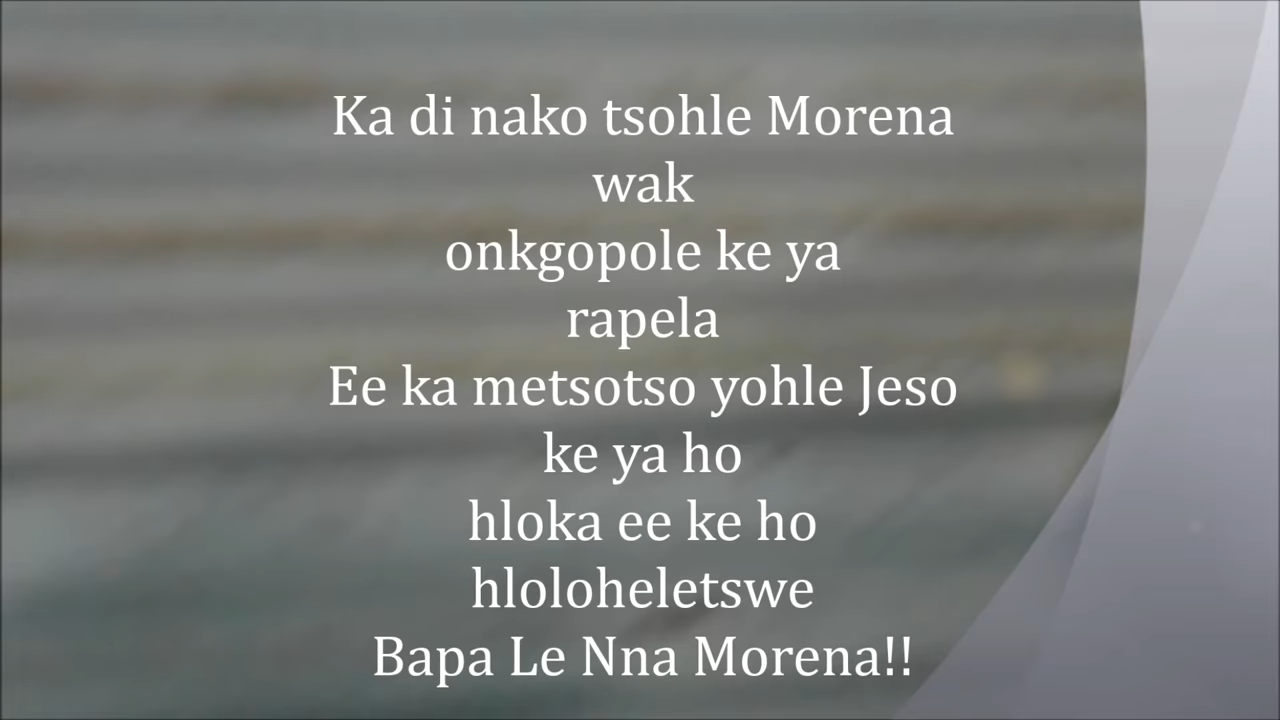 Ka di nako tsohle Morena
wak
onkgopole ke ya
rapela
Ee ka metsotso yohle Jeso
ke ya ho
hloka ee ke ho
hloloheletswe
Bapa Le Nna Morena!!